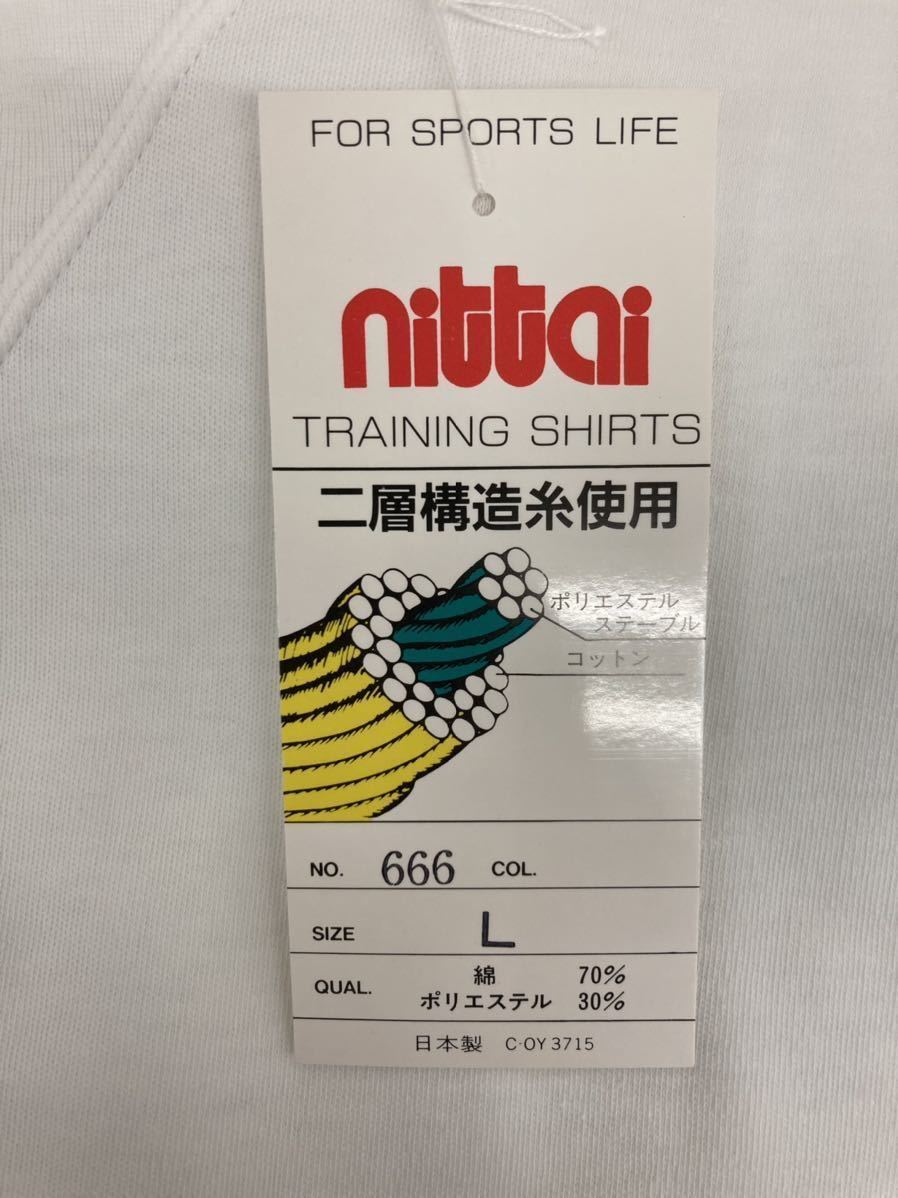 FOR SPORTS LIFE
nittai
TRAINING SHIRTS
二層構造糸使用
ポリエステル
ステーブル
コットン
NO. 666 COL.
SIZE L
QUAL. 綿 70%
ポリエステル 30%
日本製 C-OY 3715